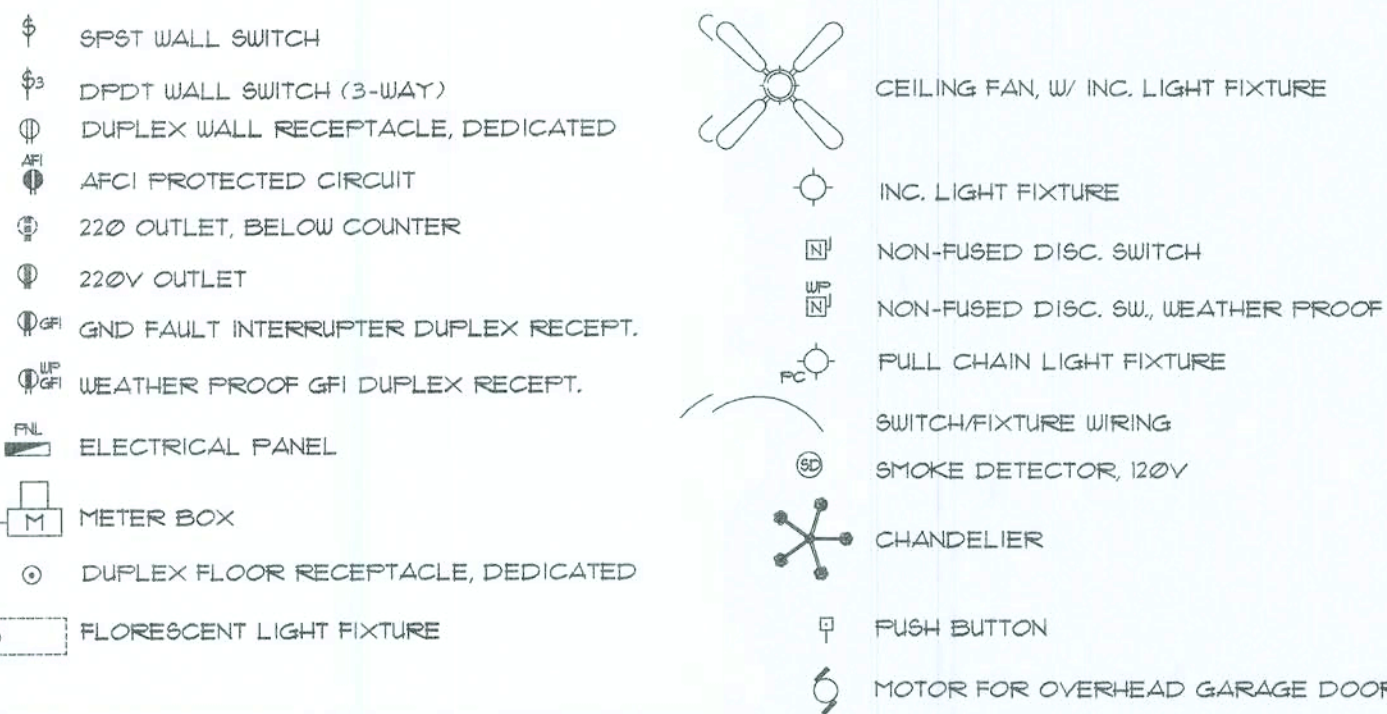 $ SPST WALL SWITCH
$3 DPDT WALL SWITCH (3-WAY)
DUPLEX WALL RECEPTACLE, DEDICATED
AFI
AFCI PROTECTED CIRCUIT
220 OUTLET, BELOW COUNTER
220V OUTLET
GFI GND FAULT INTERRUPTER DUPLEX RECEPT.
WP
GFI WEATHER PROOF GFI DUPLEX RECEPT.
PNL
ELECTRICAL PANEL
M METER BOX
DUPLEX FLOOR RECEPTACLE, DEDICATED
FLORESCENT LIGHT FIXTURE
CEILING FAN, W/ INC. LIGHT FIXTURE
INC. LIGHT FIXTURE
N NON-FUSED DISC. SWITCH
WP
N NON-FUSED DISC. SW., WEATHER PROOF
PC PULL CHAIN LIGHT FIXTURE
SWITCH/FIXTURE WIRING
SD SMOKE DETECTOR, 120V
CHANDELIER
PUSH BUTTON
MOTOR FOR OVERHEAD GARAGE DOOR